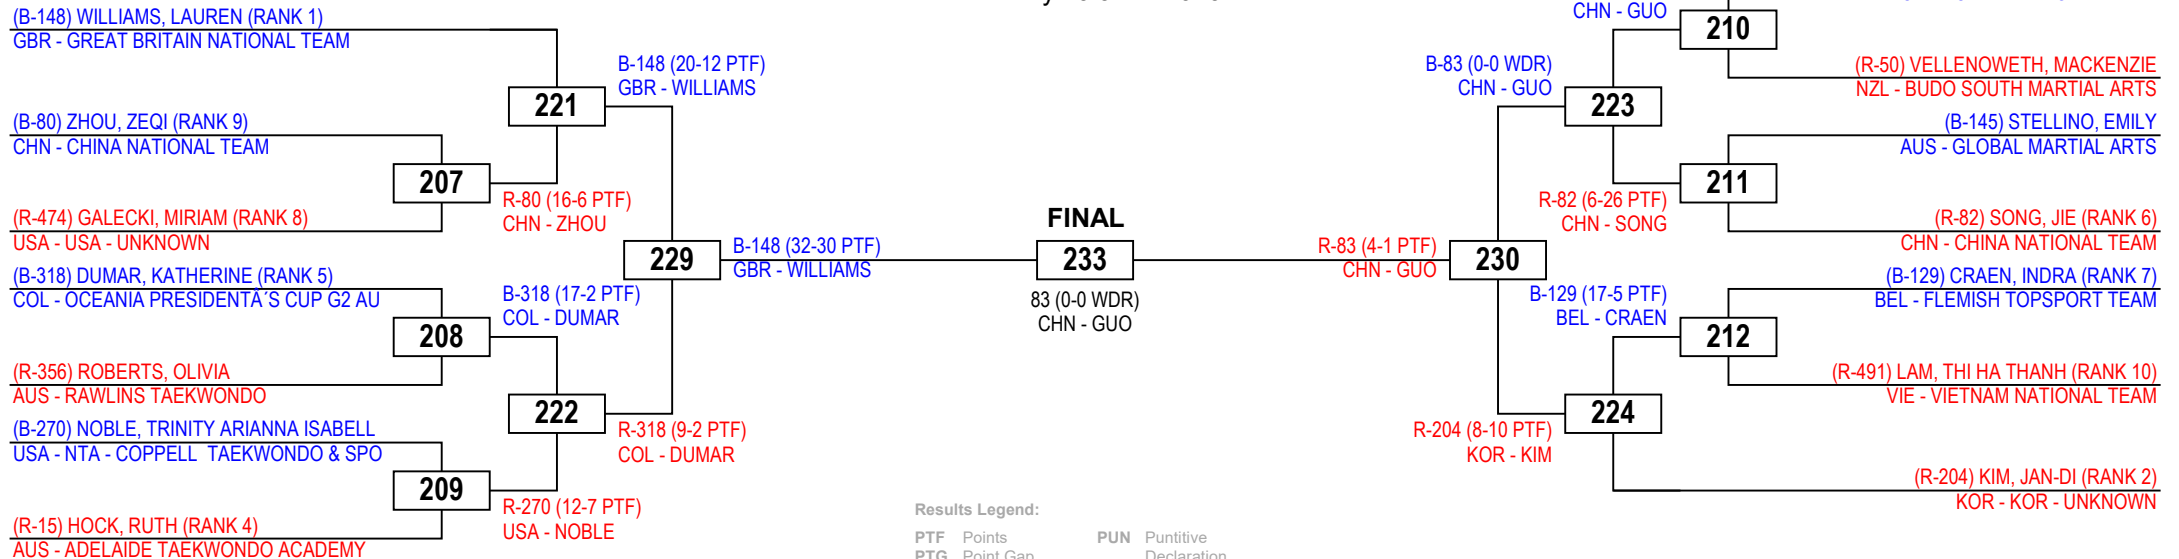 (B-148) WILLIAMS, LAUREN (RANK 1)
GBR - GREAT BRITAIN NATIONAL TEAM
221
B-148 (20-12 PTF)
GBR - WILLIAMS
(B-80) ZHOU, ZEQI (RANK 9)
CHN - CHINA NATIONAL TEAM
207
R-80 (16-6 PTF)
CHN - ZHOU
(R-474) GALECKI, MIRIAM (RANK 8)
USA - USA - UNKNOWN
229
B-148 (32-30 PTF)
GBR - WILLIAMS
(B-318) DUMAR, KATHERINE (RANK 5)
COL - OCEANIA PRESIDENTÂ´S CUP G2 AU
208
B-318 (17-2 PTF)
COL - DUMAR
(R-356) ROBERTS, OLIVIA
AUS - RAWLINS TAEKWONDO
222
R-318 (9-2 PTF)
COL - DUMAR
(B-270) NOBLE, TRINITY ARIANNA ISABELL
USA - NTA - COPPELL  TAEKWONDO & SPO
209
R-270 (12-7 PTF)
USA - NOBLE
(R-15) HOCK, RUTH (RANK 4)
AUS - ADELAIDE TAEKWONDO ACADEMY
FINAL
233
83 (0-0 WDR)
CHN - GUO
CHN - GUO
210
B-83 (0-0 WDR)
CHN - GUO
(R-50) VELLENOWETH, MACKENZIE
NZL - BUDO SOUTH MARTIAL ARTS
223
(B-145) STELLINO, EMILY
AUS - GLOBAL MARTIAL ARTS
211
R-82 (6-26 PTF)
CHN - SONG
(R-82) SONG, JIE (RANK 6)
CHN - CHINA NATIONAL TEAM
R-83 (4-1 PTF)
CHN - GUO
230
(B-129) CRAEN, INDRA (RANK 7)
BEL - FLEMISH TOPSPORT TEAM
B-129 (17-5 PTF)
BEL - CRAEN
212
(R-491) LAM, THI HA THANH (RANK 10)
VIE - VIETNAM NATIONAL TEAM
224
R-204 (8-10 PTF)
KOR - KIM
(R-204) KIM, JAN-DI (RANK 2)
KOR - KOR - UNKNOWN
Results Legend:
PTF Points
PUN Puntitive
PTG Point Gap
Declaration